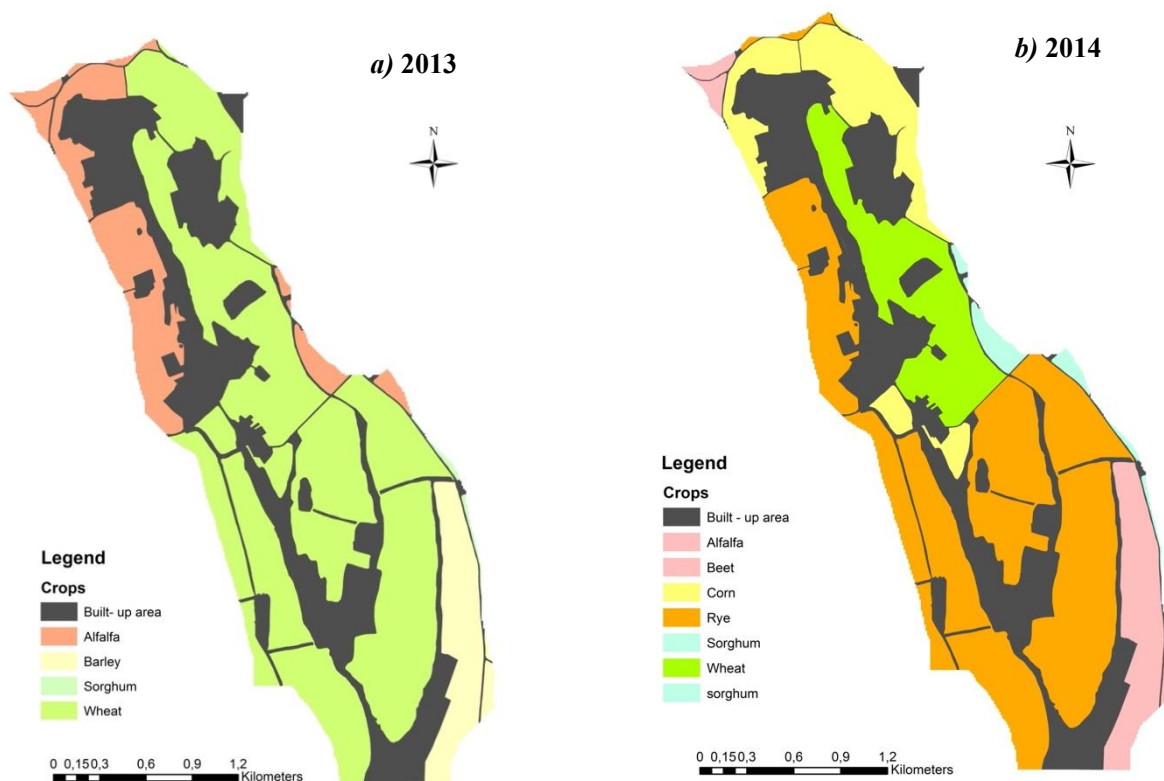 a) 2013
N
Legend
Crops
Built- up area
Alfalfa
Barley
Sorghum
Wheat
0 0,150,3 0,6 0,9 1,2
Kilometers
b) 2014
N
Legend
Crops
Built - up area
Alfalfa
Beet
Corn
Rye
Sorghum
Wheat
sorghum
0 0,150,3 0,6 0,9 1,2
Kilometers